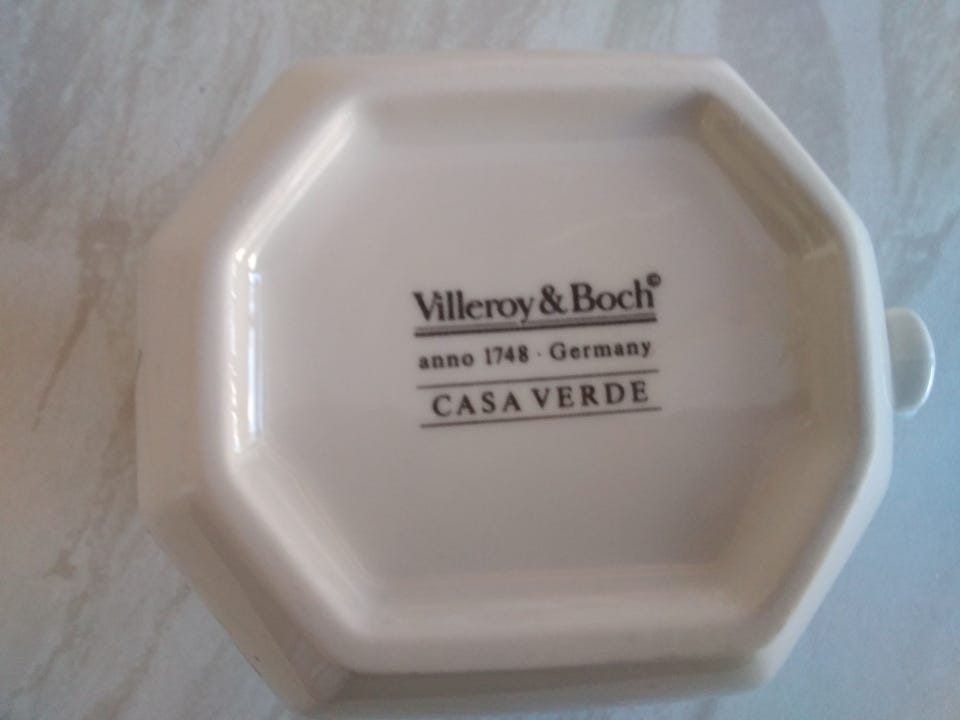 Villeroy & Boch©
anno 1748 · Germany
CASA VERDE